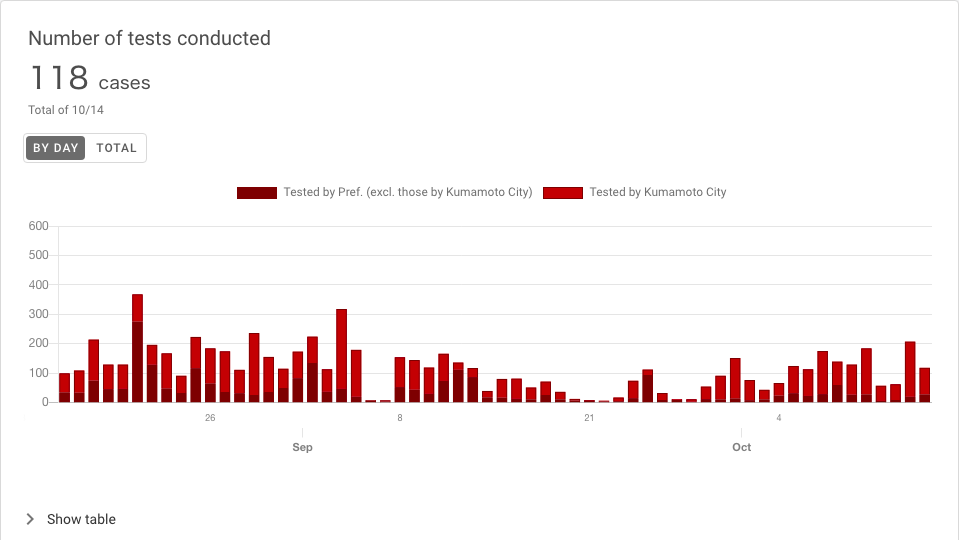 Number of tests conducted
118 cases
Total of 10/14
BY DAY TOTAL
Tested by Pref. (excl. those by Kumamoto City) Tested by Kumamoto City
600
500
400
300
200
100
0
26 8 21 4
Sep Oct
Show table